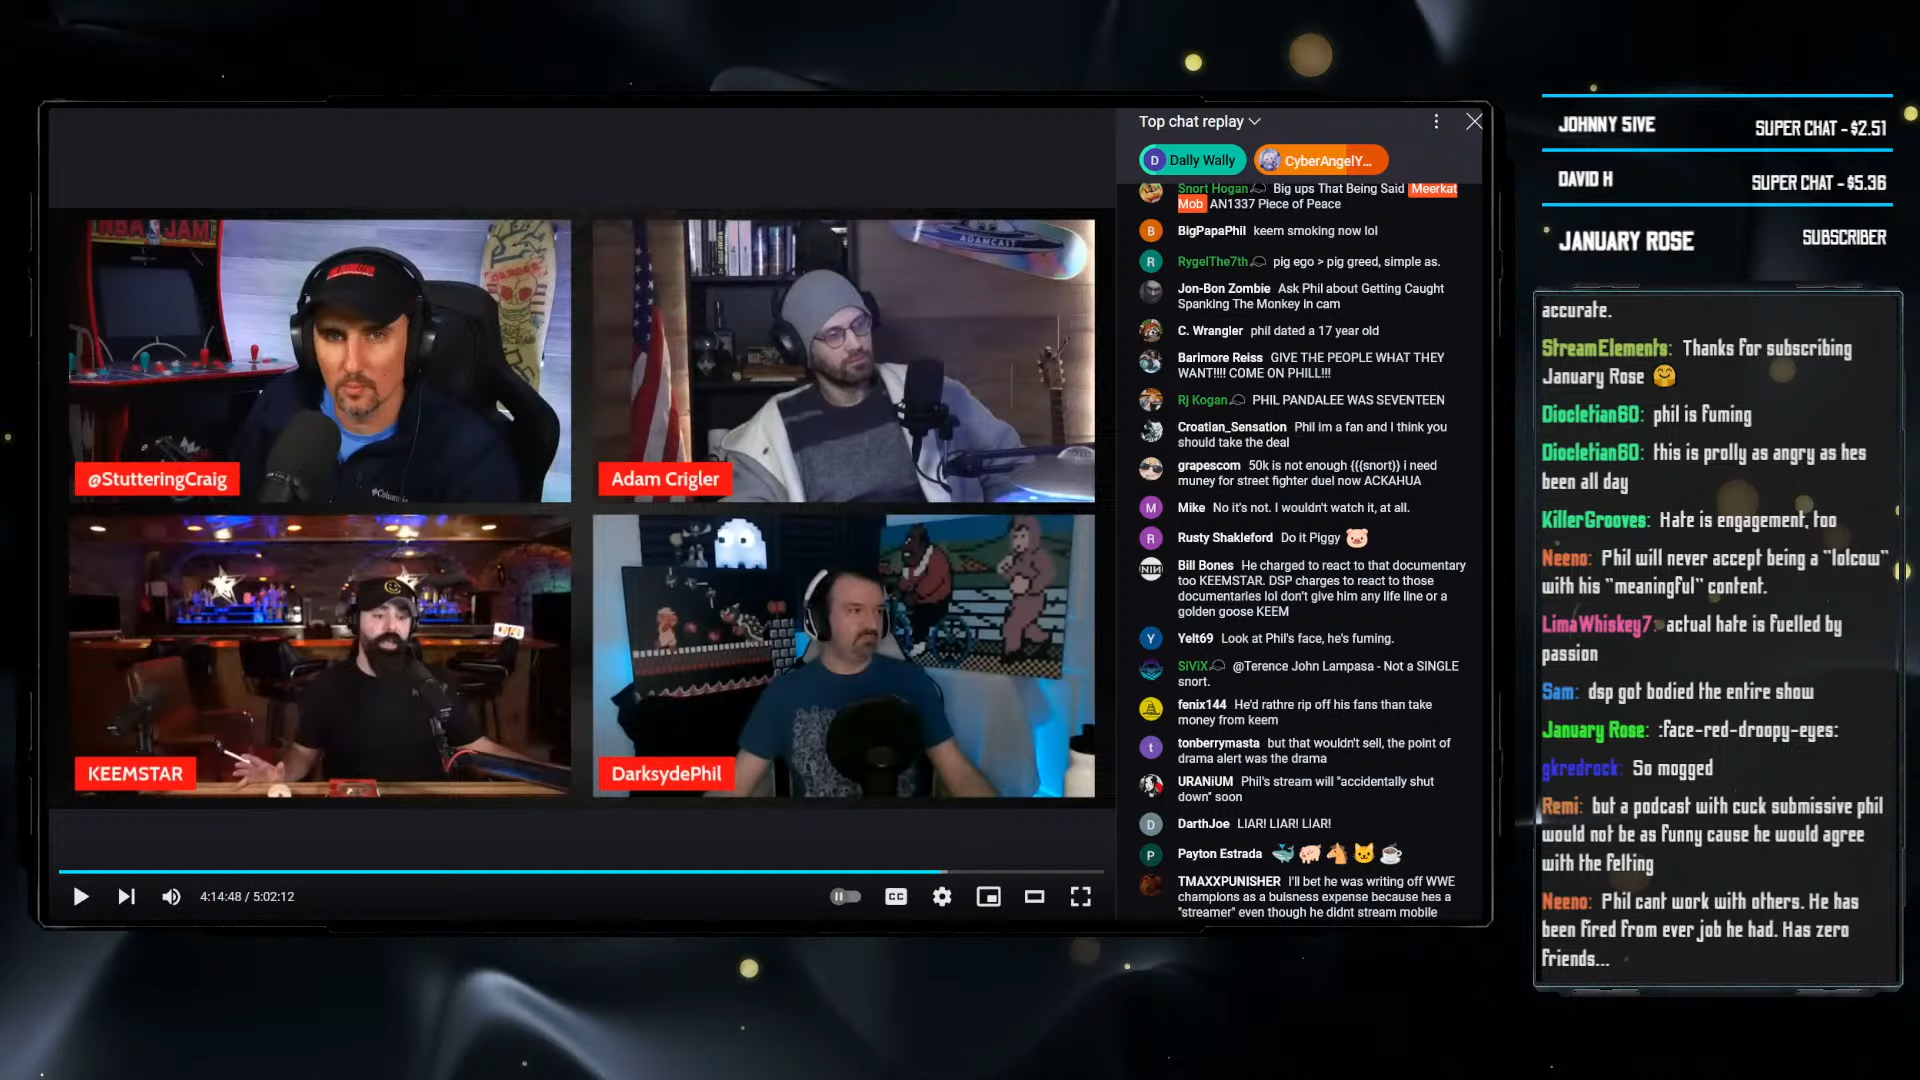 Top chat replay
D Dally Wally
CyberAngelY...
Snort Hogan Big ups That Being Said Meerkat
Mob AN1337 Piece of Peace
B BigPapaPhil keem smoking now lol
R RygelThe7th pig ego > pig greed, simple as.
Jon-Bon Zombie Ask Phil about Getting Caught
Spanking The Monkey in cam
C. Wrangler phil dated a 17 year old
Barimore Reiss GIVE THE PEOPLE WHAT THEY
WANT!!!! COME ON PHILL!!!
Rj Kogan PHIL PANDALEE WAS SEVENTEEN
Croatian_Sensation Phil im a fan and I think you
should take the deal
grapescom 50k is not enough {{{snort}} i need
muney for street fighter duel now ACKAHUA
M Mike No it's not. I wouldn't watch it, at all.
R Rusty Shakleford Do it Piggy 🐷
NIN Bill Bones He charged to react to that documentary
too KEEMSTAR. DSP charges to react to those
documentaries lol don't give him any life line or a
golden goose KEEM
Y Yelt69 Look at Phil's face, he's fuming.
SiViX @Terence John Lampasa - Not a SINGLE
snort.
fenix144 He'd rathre rip off his fans than take
money from keem
t tonberrymasta but that wouldn't sell, the point of
drama alert was the drama
URANiUM Phil's stream will "accidentally shut
down" soon
D DarthJoe LIAR! LIAR! LIAR!
P Payton Estrada 🐳🐖🐴🐱☕
TMAXXPUNISHER I'll bet he was writing off WWE
champions as a buisness expense because hes a
"streamer" even though he didnt stream mobile
NBA JAM
@StutteringCraig
Columbia
ADAMCAST
Adam Crigler
KEEMSTAR
DarksydePhil
4:14:48 / 5:02:12
CC
JOHNNY 5IVE SUPER CHAT - $2.51
DAVID H SUPER CHAT - $5.36
JANUARY ROSE SUBSCRIBER
accurate.
StreamElements: Thanks for subscribing
January Rose 🤗
Diocletian60: phil is fuming
Diocletian60: this is prolly as angry as hes
been all day
KillerGrooves: Hate is engagement, too
Neeno: Phil will never accept being a "lolcow"
with his "meaningful" content.
LimaWhiskey7: actual hate is fuelled by
passion
Sam: dsp got bodied the entire show
January Rose: :face-red-droopy-eyes:
gkredrock: So mogged
Remi: but a podcast with cuck submissive phil
would not be as funny cause he would agree
with the felting
Neeno: Phil cant work with others. He has
been fired from ever job he had. Has zero
friends...